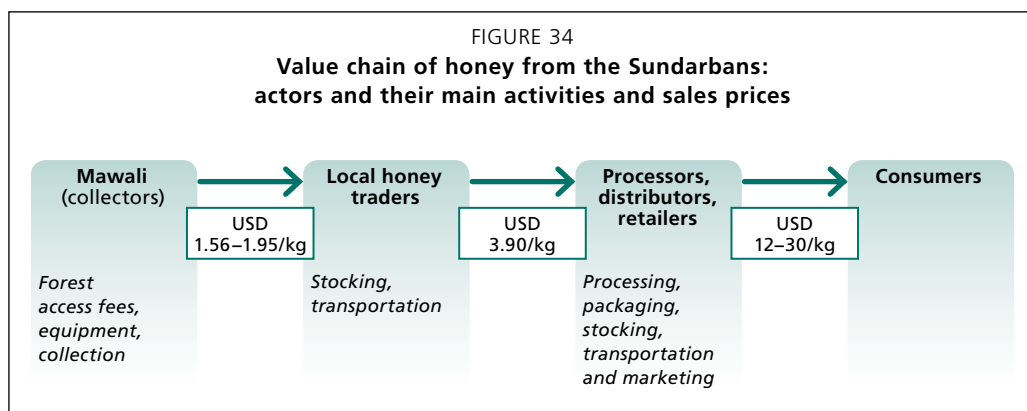 FIGURE 34
Value chain of honey from the Sundarbans:
actors and their main activities and sales prices
Mawali
(collectors)
USD
1.56–1.95/kg
Forest
access fees,
equipment,
collection
Local honey
traders
USD
3.90/kg
Stocking,
transportation
Processors,
distributors,
retailers
USD
12–30/kg
Processing,
packaging,
stocking,
transportation
and marketing
Consumers